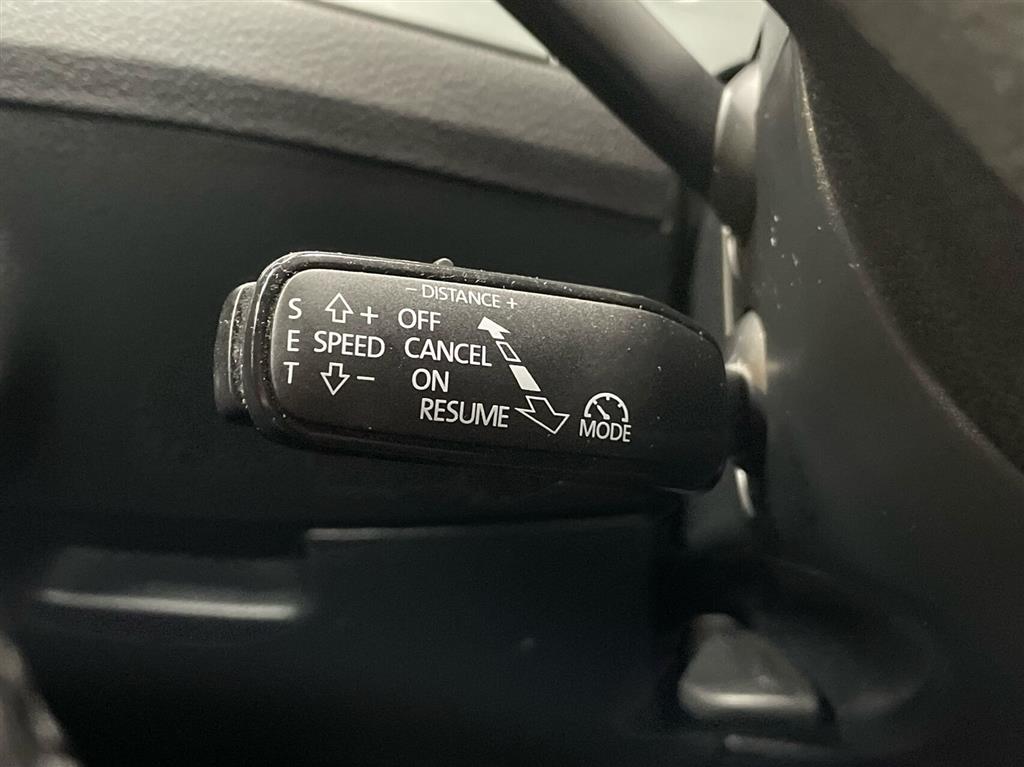 – DISTANCE +
S + OFF
E SPEED CANCEL
T – ON
RESUME MODE